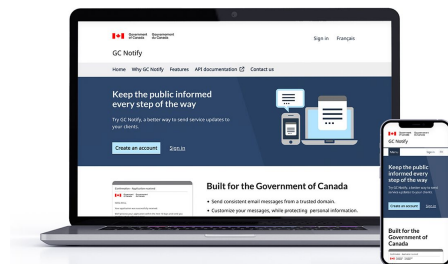 Government of Canada
Gouvernement du Canada
Sign in Français
GC Notify
Home Why GC Notify Features API documentation Contact us
Keep the public informed
every step of the way
Try GC Notify, a better way to send service updates to
your clients.
Create an account Sign in
Built for the Government of Canada
• Send consistent email messages from a trusted domain.
• Customize your messages, while protecting personal information.
GC Notify
Menu
Keep the public
informed every
step of the way
Create an account Sign in
Built for the
Government of
Canada